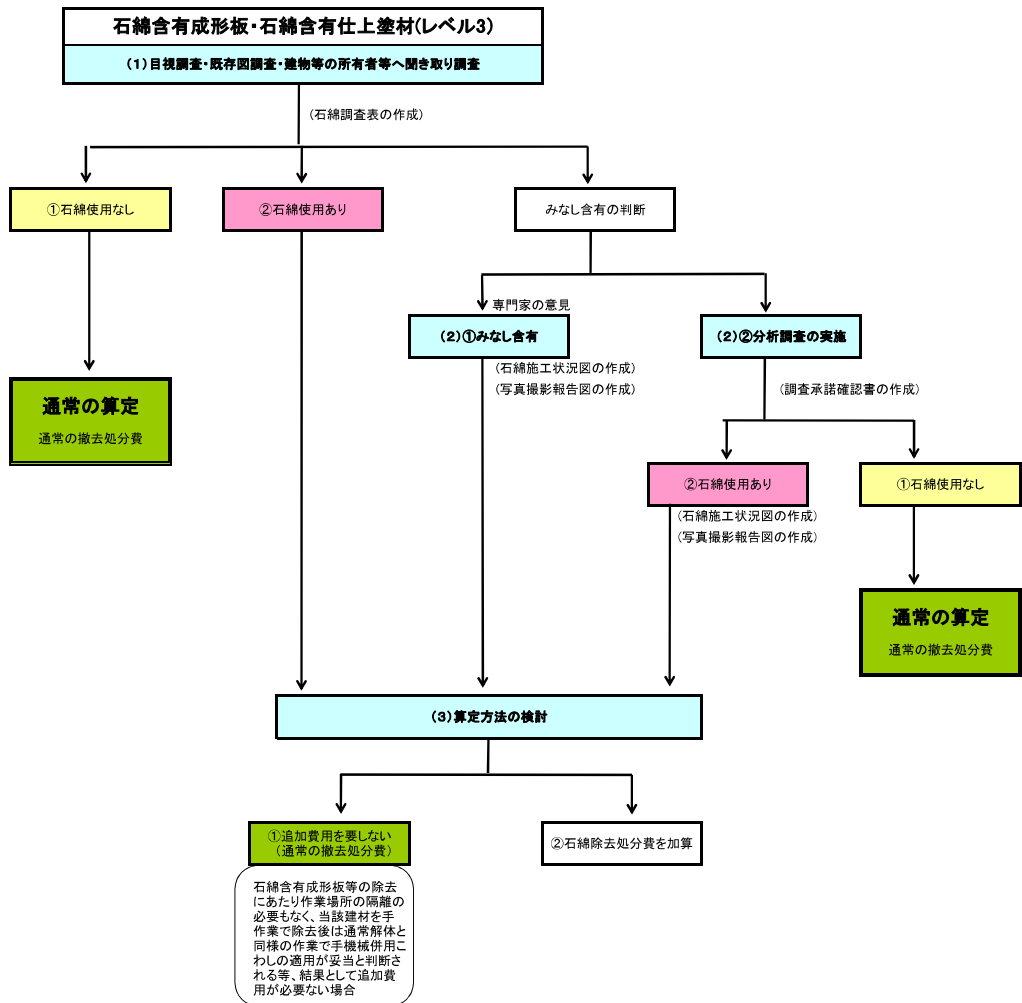 石綿含有成形板・石綿含有仕上塗材(レベル3)
(1)目視調査・既存図調査・建物等の所有者等へ聞き取り調査
(石綿調査表の作成)
①石綿使用なし
②石綿使用あり
みなし含有の判断
専門家の意見
(2)①みなし含有
(2)②分析調査の実施
(石綿施工状況図の作成)
(写真撮影報告図の作成)
(調査承諾確認書の作成)
通常の算定
通常の撤去処分費
②石綿使用あり
①石綿使用なし
(石綿施工状況図の作成)
(写真撮影報告図の作成)
通常の算定
通常の撤去処分費
(3)算定方法の検討
①追加費用を要しない
(通常の撤去処分費)
②石綿除去処分費を加算
石綿含有成形板等の除去
にあたり作業場所の隔離の
必要もなく、当該建材を手
作業で除去後は通常解体と
同様の作業で手機械併用こ
わしの適用が妥当と判断さ
れる等、結果として追加費
用が必要ない場合